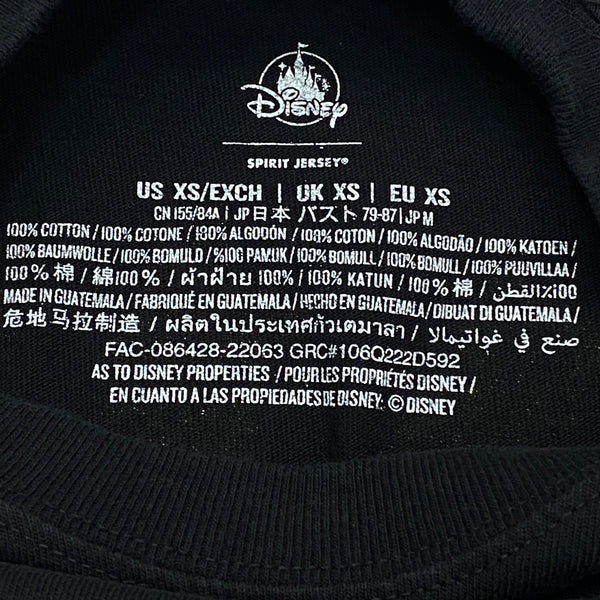 Disney
SPIRIT JERSEY®
US XS/EXCH | UK XS | EU XS
CN 155/84A | JP 日本 バスト 79-87 | JP M
100% COTTON / 100% COTONE / 100% ALGODÓN / 100% COTON / 100% ALGODÃO / 100% KATOEN /
100% BAUMWOLLE / 100% BOMULD / %100 PAMUK / 100% BOMULL / 100% BOMULL / 100% PUUVILLAA /
100% 棉 / 綿100% / ผ้าฝ้าย 100% / 100% KATUN / 100% 棉 / 100٪ القطن /
MADE IN GUATEMALA / FABRIQUÉ EN GUATEMALA / HECHO EN GUATEMALA / DIBUAT DI GUATEMALA /
危地马拉制造 / ผลิตในประเทศกัวเตมาลา / صنع في غواتيمالا
FAC-086428-22063 GRC#106Q222D592
AS TO DISNEY PROPERTIES / POUR LES PROPRIÉTÉS DISNEY /
EN CUANTO A LAS PROPIEDADES DE DISNEY. © DISNEY